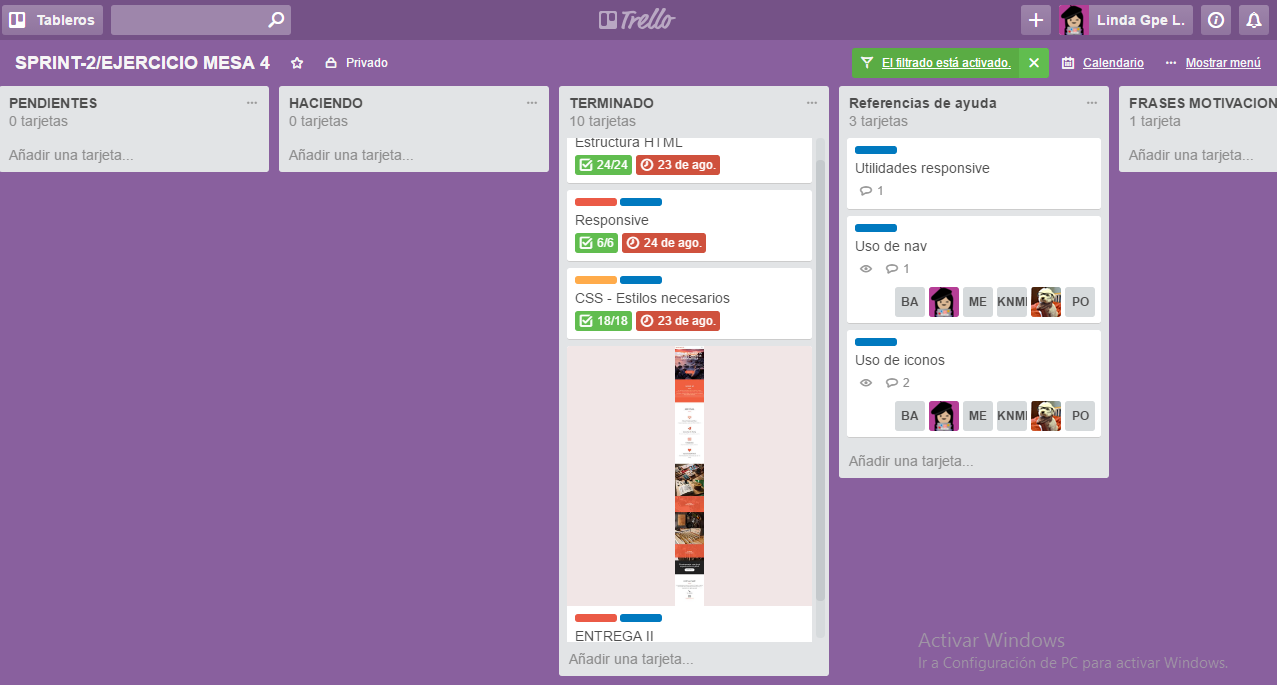 Tableros
Trello
Linda Gpe L.
SPRINT-2/EJERCICIO MESA 4
Privado
El filtrado está activado.
Calendario
Mostrar menú
PENDIENTES
0 tarjetas
Añadir una tarjeta...
HACIENDO
0 tarjetas
Añadir una tarjeta...
TERMINADO
10 tarjetas
Estructura HTML
24/24
23 de ago.
Responsive
6/6
24 de ago.
CSS - Estilos necesarios
18/18
23 de ago.
ENTREGA II
Añadir una tarjeta...
Referencias de ayuda
3 tarjetas
Utilidades responsive
1
Uso de nav
1
BA ME KNM PO
Uso de iconos
2
BA ME KNM PO
Añadir una tarjeta...
FRASES MOTIVACION
1 tarjeta
Añadir una tarjeta...
Activar Windows
Ir a Configuración de PC para activar Windows.